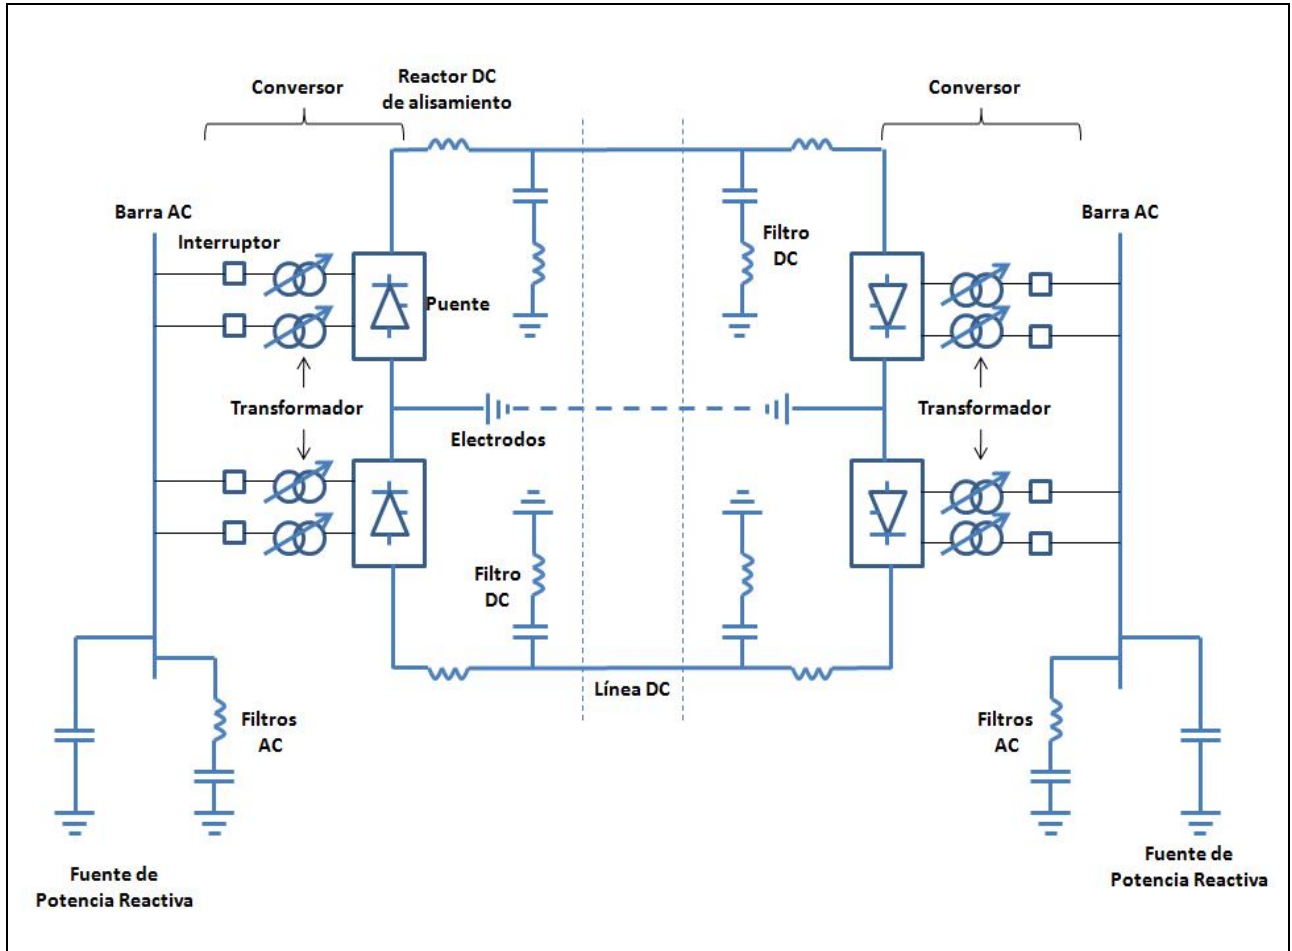 Conversor
Reactor DC
de alisamiento
Conversor
Barra AC
Barra AC
Interruptor
Filtro
DC
Puente
Transformador
Transformador
Electrodos
Filtro
DC
Línea DC
Filtros
AC
Filtros
AC
Fuente de
Potencia Reactiva
Fuente de
Potencia Reactiva